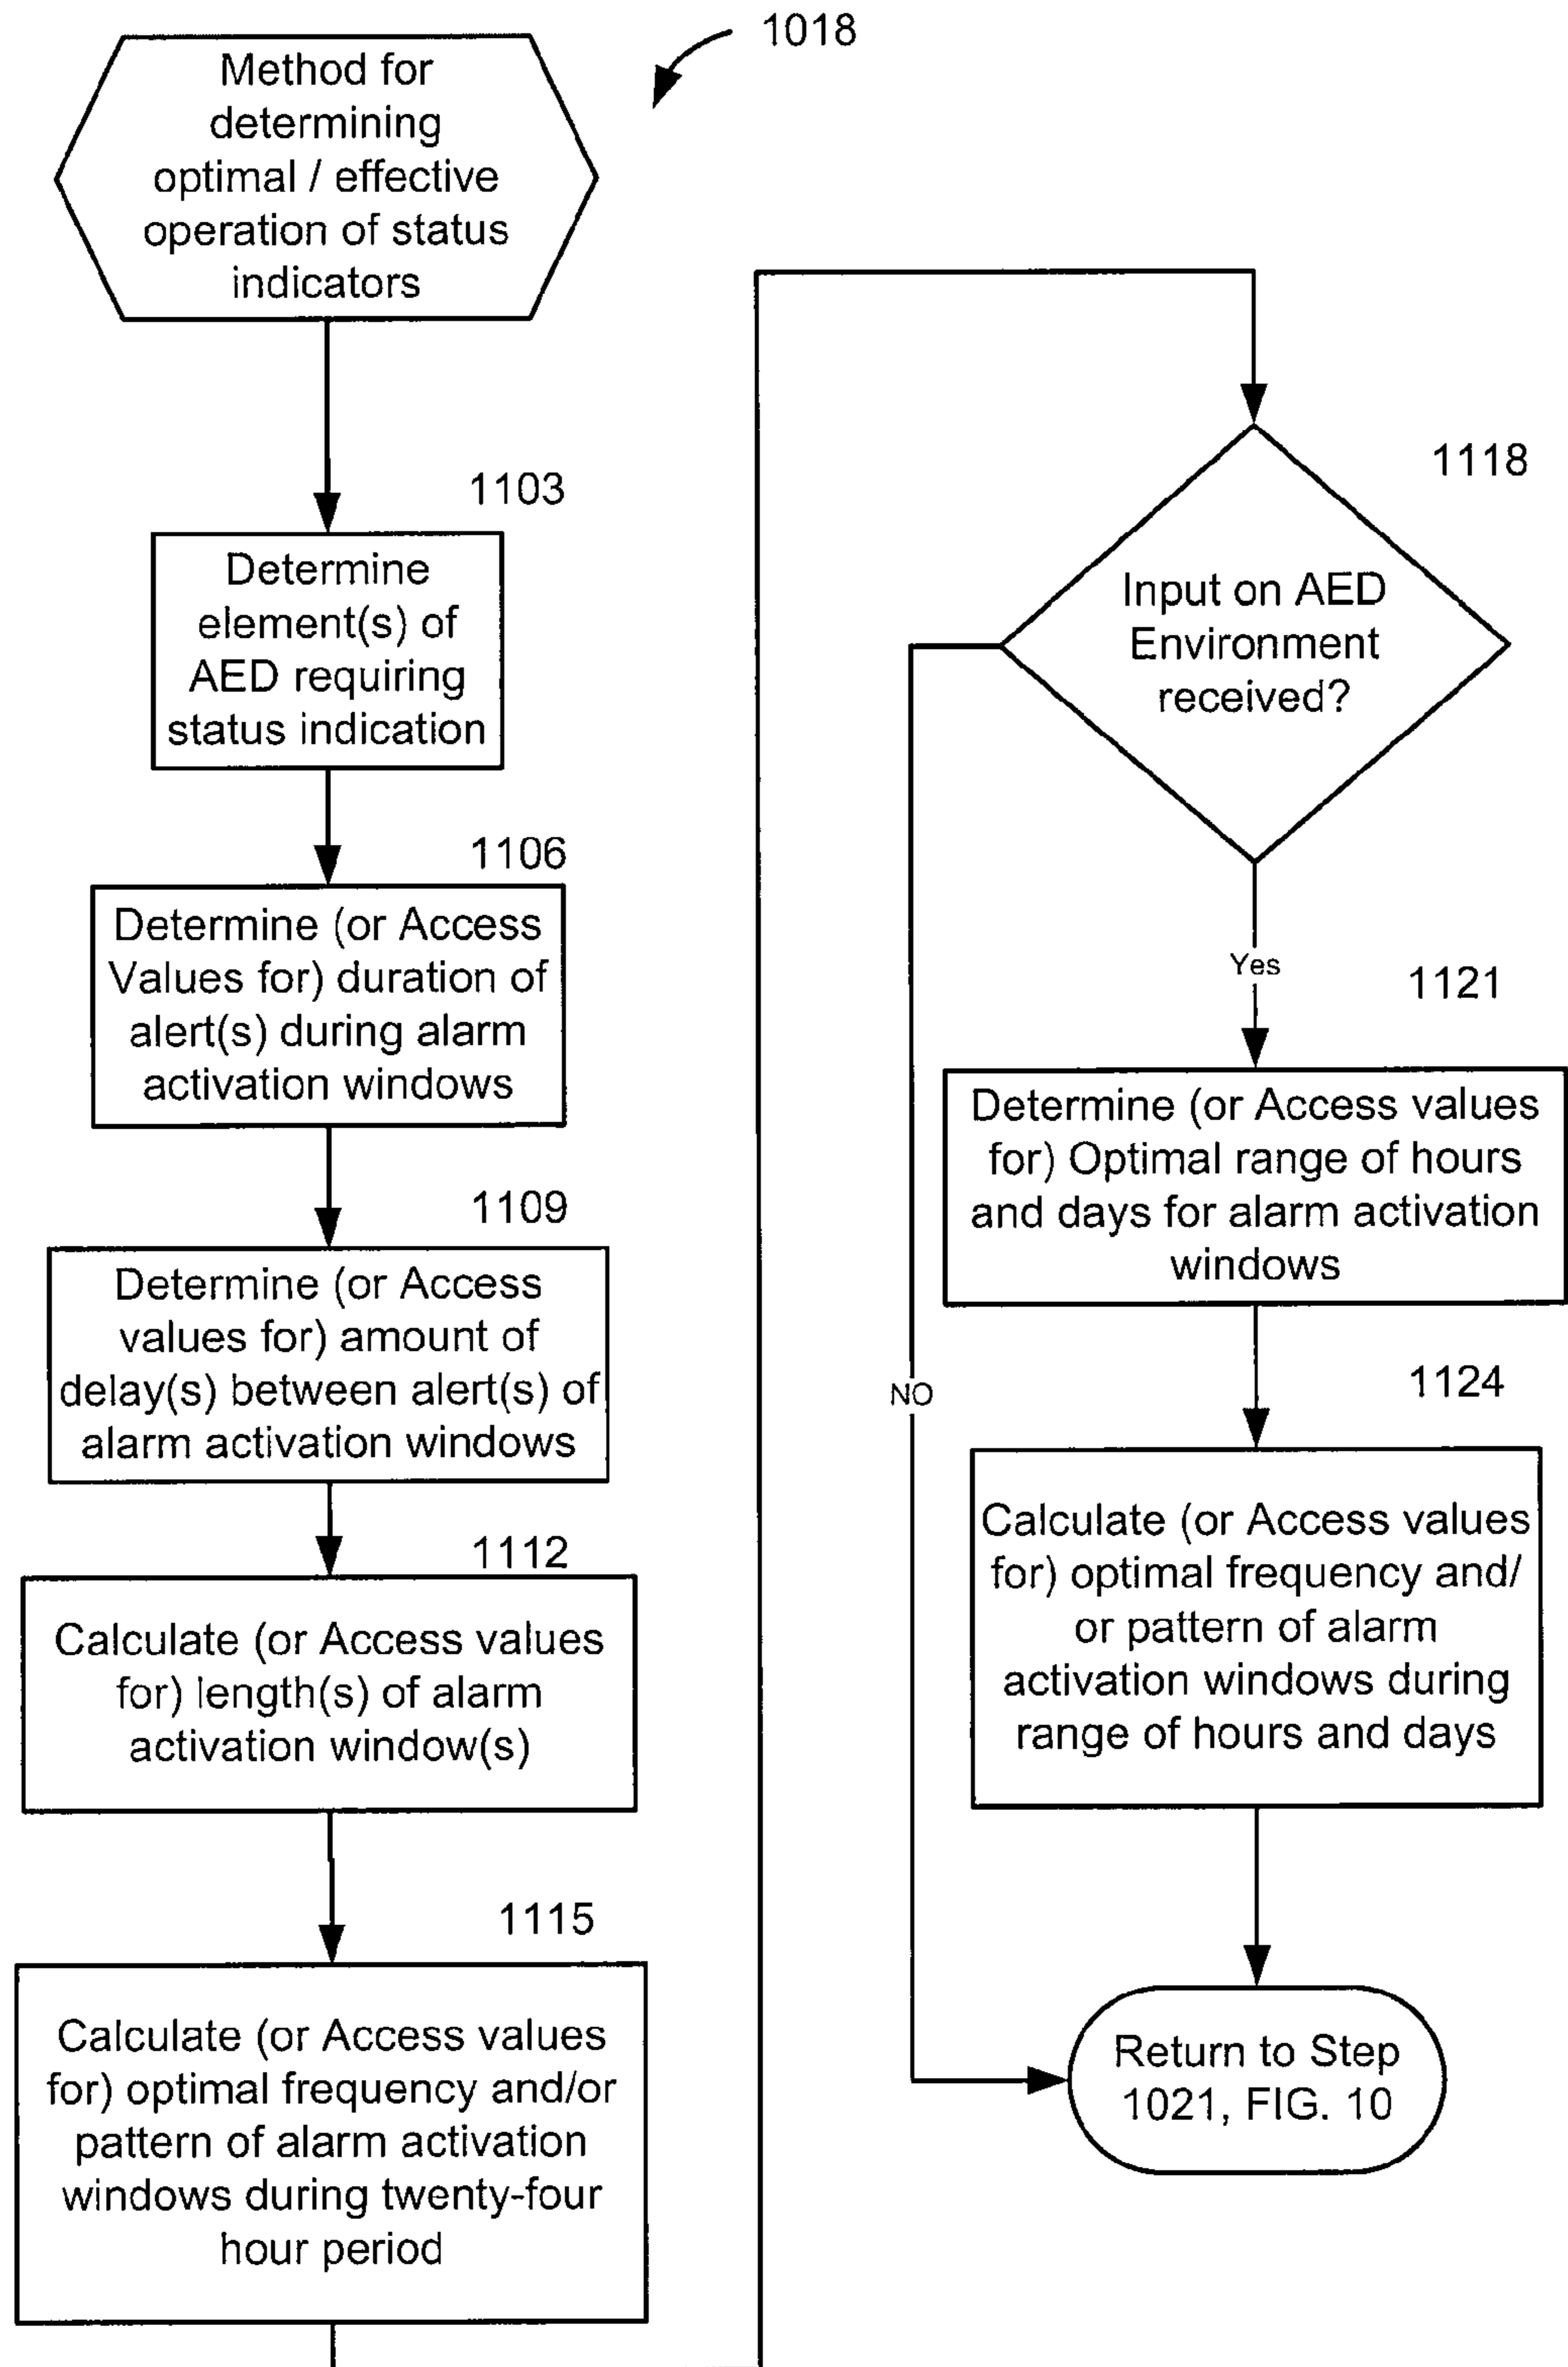 1018
Method for
determining
optimal / effective
operation of status
indicators
1103
Determine
element(s) of
AED requiring
status indication
1106
Determine (or Access
Values for) duration of
alert(s) during alarm
activation windows
1109
Determine (or Access
values for) amount of
delay(s) between alert(s) of
alarm activation windows
1112
Calculate (or Access values
for) length(s) of alarm
activation window(s)
1115
Calculate (or Access values
for) optimal frequency and/or
pattern of alarm activation
windows during twenty-four
hour period
1118
Input on AED
Environment
received?
Yes
1121
Determine (or Access values
for) Optimal range of hours
and days for alarm activation
windows
NO
1124
Calculate (or Access values
for) optimal frequency and/
or pattern of alarm
activation windows during
range of hours and days
Return to Step
1021, FIG. 10